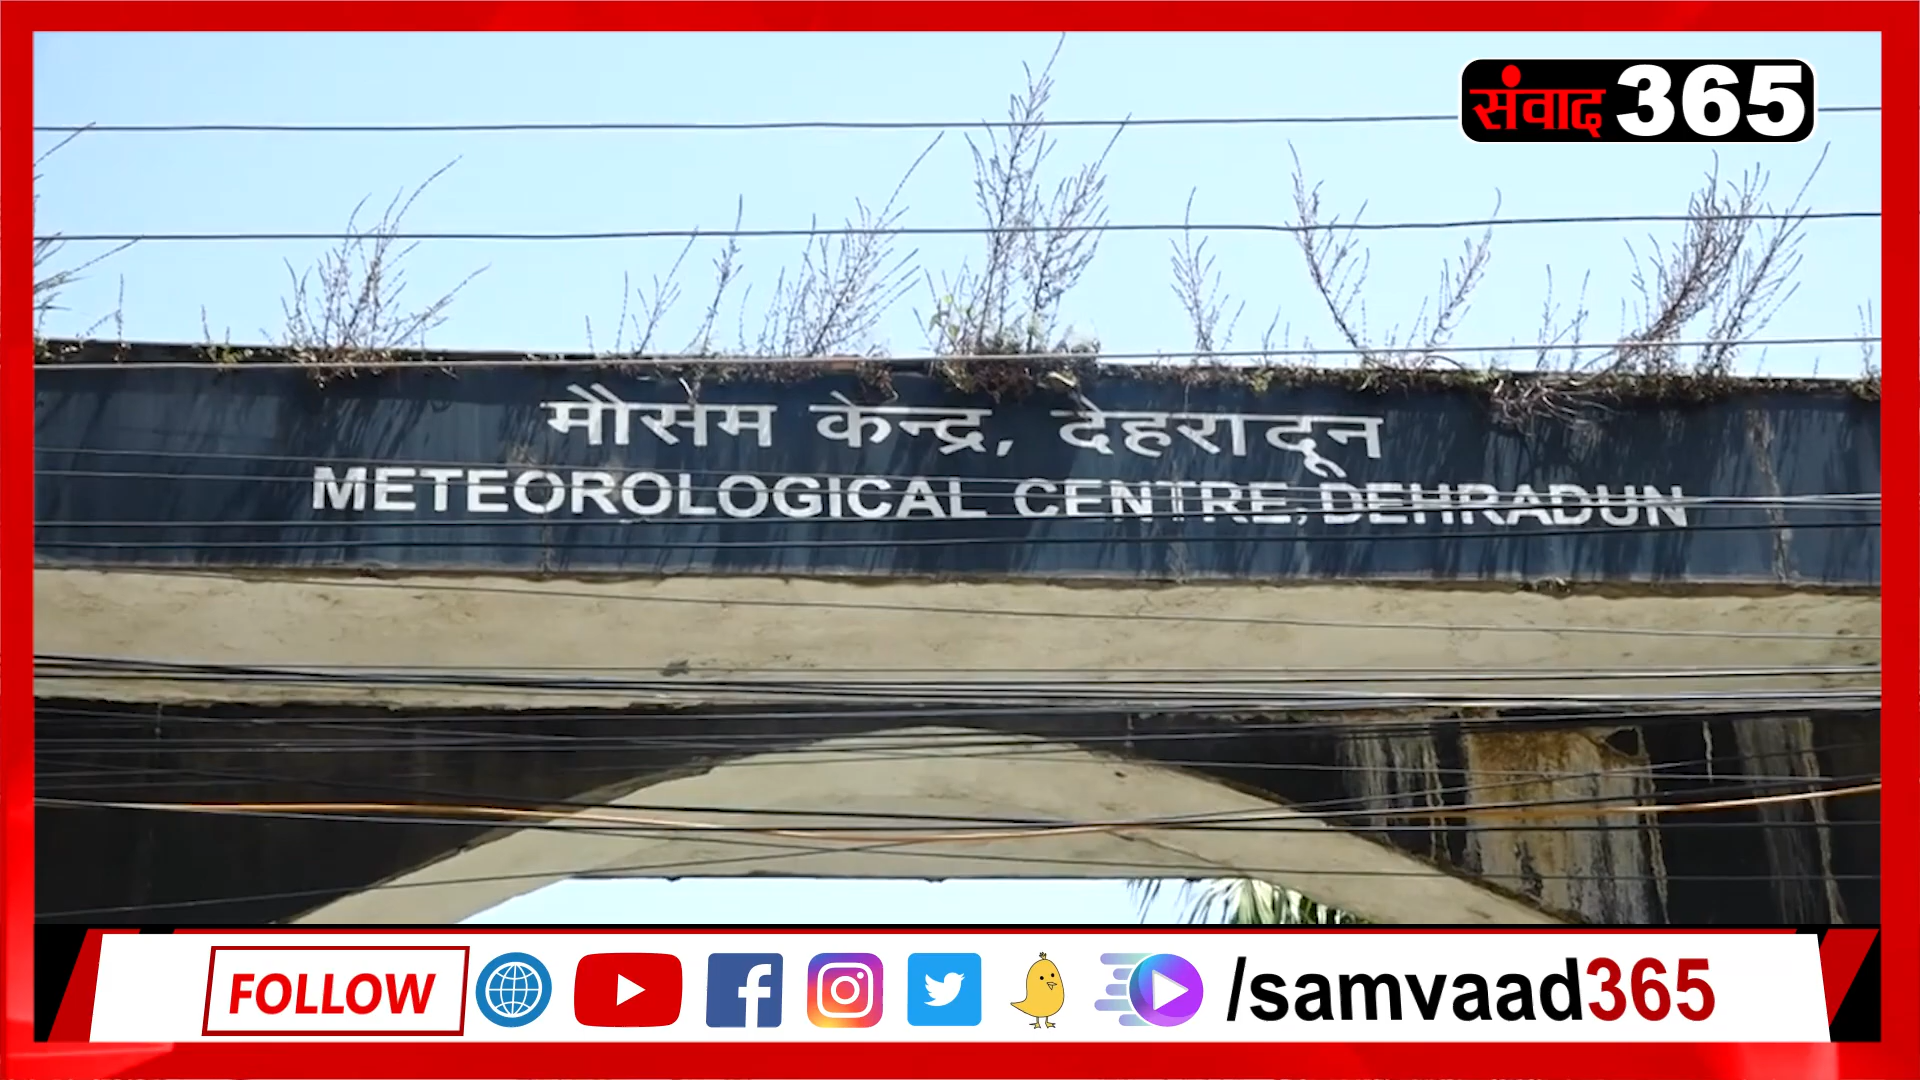 संवाद 365
मौसम केन्द्र, देहरादून
METEOROLOGICAL CENTRE, DEHRADUN
FOLLOW /samvaad365